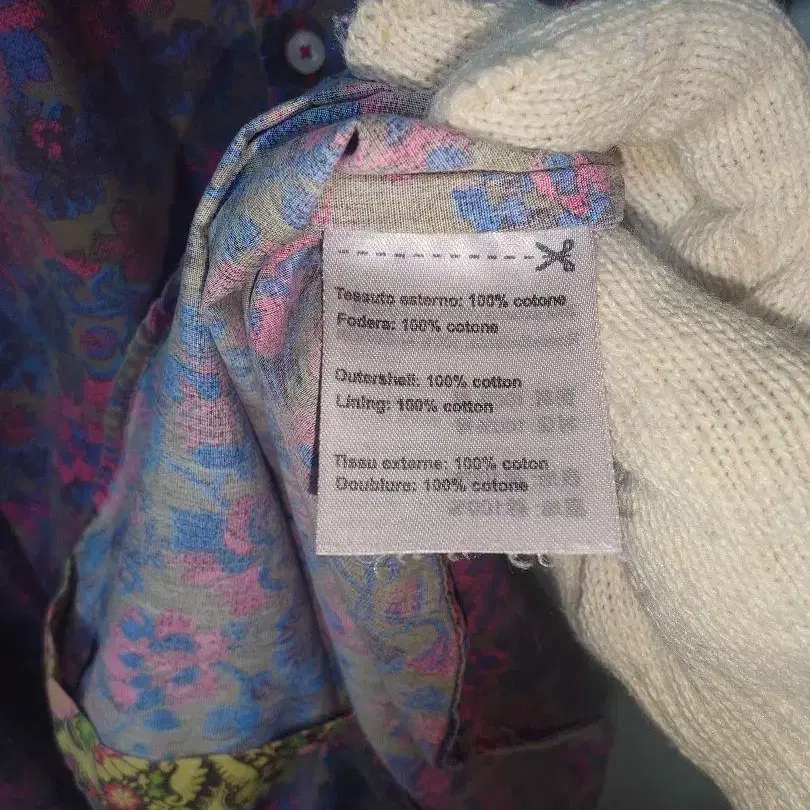 Tessuto esterno: 100% cotone
Fodera: 100% cotone
Outershell: 100% cotton
Lining: 100% cotton
Tissu externe: 100% coton
Doublure: 100% cotone